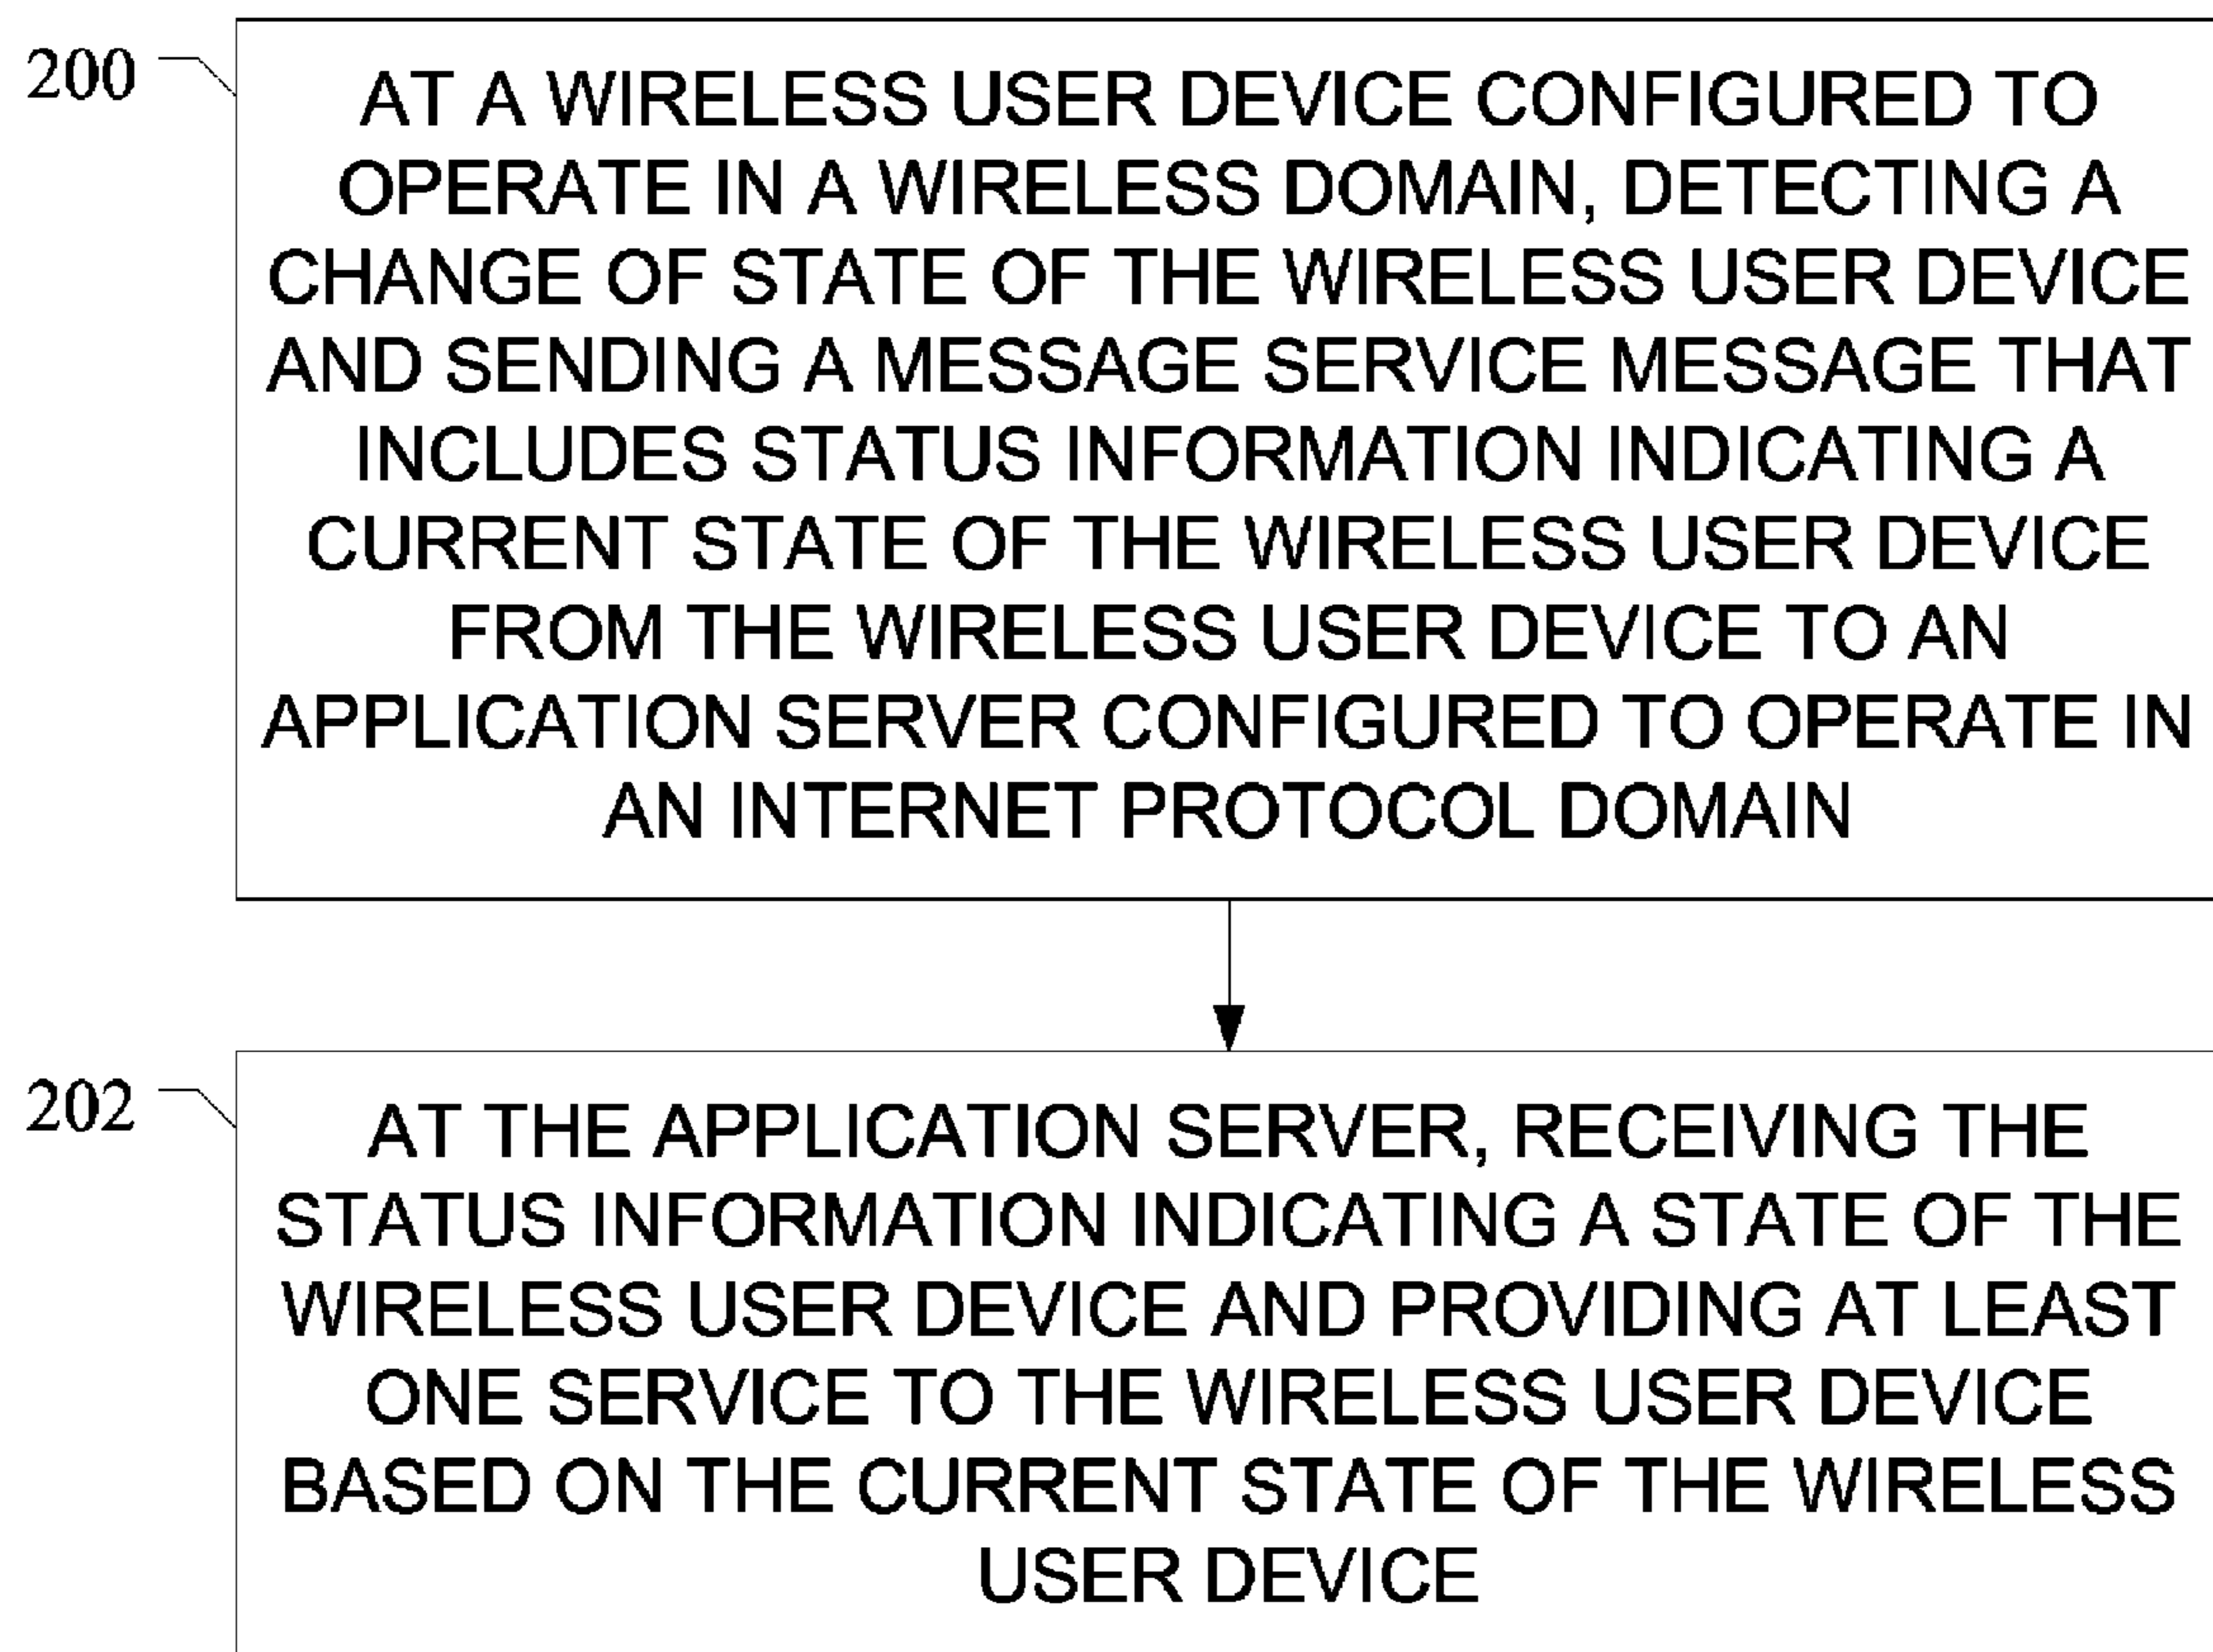 200
AT A WIRELESS USER DEVICE CONFIGURED TO
OPERATE IN A WIRELESS DOMAIN, DETECTING A
CHANGE OF STATE OF THE WIRELESS USER DEVICE
AND SENDING A MESSAGE SERVICE MESSAGE THAT
INCLUDES STATUS INFORMATION INDICATING A
CURRENT STATE OF THE WIRELESS USER DEVICE
FROM THE WIRELESS USER DEVICE TO AN
APPLICATION SERVER CONFIGURED TO OPERATE IN
AN INTERNET PROTOCOL DOMAIN
202
AT THE APPLICATION SERVER, RECEIVING THE
STATUS INFORMATION INDICATING A STATE OF THE
WIRELESS USER DEVICE AND PROVIDING AT LEAST
ONE SERVICE TO THE WIRELESS USER DEVICE
BASED ON THE CURRENT STATE OF THE WIRELESS
USER DEVICE